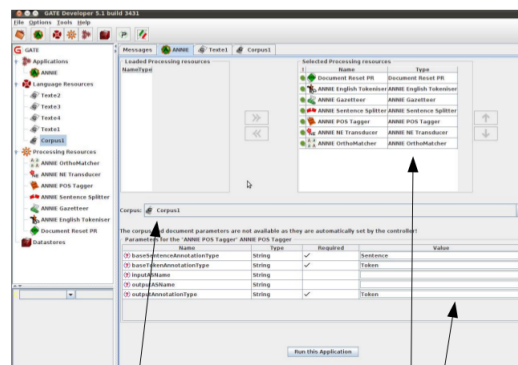 GATE Developer 5.1 build 3431
File Options Tools Help
GATE
Applications
ANNIE
Language Resources
Texte2
Texte3
Texte4
Texte1
Corpus1
Processing Resources
ANNIE OrthoMatcher
ANNIE NE Transducer
ANNIE POS Tagger
ANNIE Sentence Splitter
ANNIE Gazetteer
ANNIE English Tokeniser
Document Reset PR
Datastores
Messages ANNIE Texte1 Corpus1
Loaded Processing resources
Name Type
Selected Processing resources
! Name Type
Document Reset PR Document Reset PR
ANNIE English Tokeniser ANNIE English Tokeniser
ANNIE Gazetteer ANNIE Gazetteer
ANNIE Sentence Splitter ANNIE Sentence Splitter
ANNIE POS Tagger ANNIE POS Tagger
ANNIE NE Transducer ANNIE NE Transducer
ANNIE OrthoMatcher ANNIE OrthoMatcher
Corpus: Corpus1
The corpus and document parameters are not available as they are automatically set by the controller!
Parameters for the 'ANNIE POS Tagger' ANNIE POS Tagger
Name Type Required Value
(?) baseSentenceAnnotationType String ✓ Sentence
(?) baseTokenAnnotationType String ✓ Token
(?) inputASName String
(?) outputASName String
(?) outputAnnotationType String ✓ Token
Run this Application